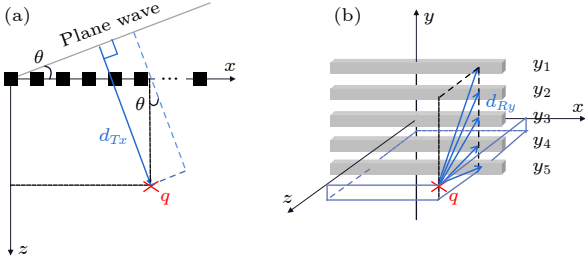 (a)
Plane wave
θ
x
...
θ
d_{Tx}
q
z
(b)
y
y_1
y_2
d_{Ry}
y_3
x
y_4
y_5
z
q